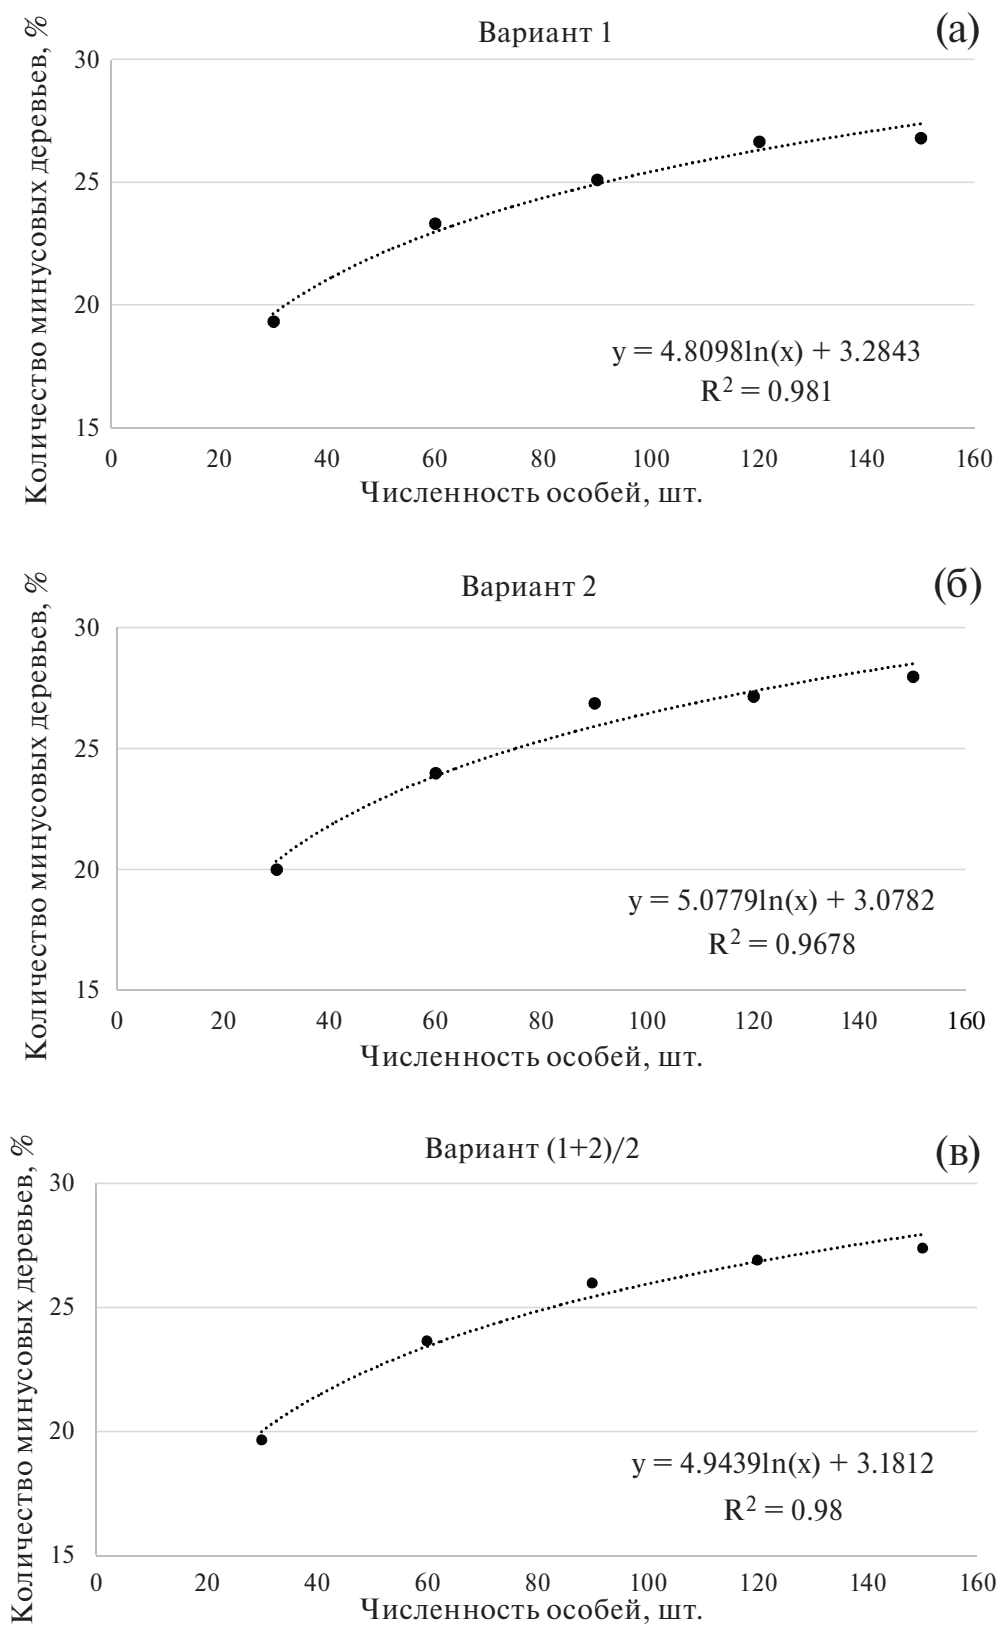 Вариант 1
(а)
Количество минусовых деревьев, %
30
25
20
15
y = 4.8098ln(x) + 3.2843
R² = 0.981
0 20 40 60 80 100 120 140 160
Численность особей, шт.
Вариант 2
(б)
Количество минусовых деревьев, %
30
25
20
15
y = 5.0779ln(x) + 3.0782
R² = 0.9678
0 20 40 60 80 100 120 140 160
Численность особей, шт.
Вариант (1+2)/2
(в)
Количество минусовых деревьев, %
30
25
20
15
y = 4.9439ln(x) + 3.1812
R² = 0.98
0 20 40 60 80 100 120 140 160
Численность особей, шт.